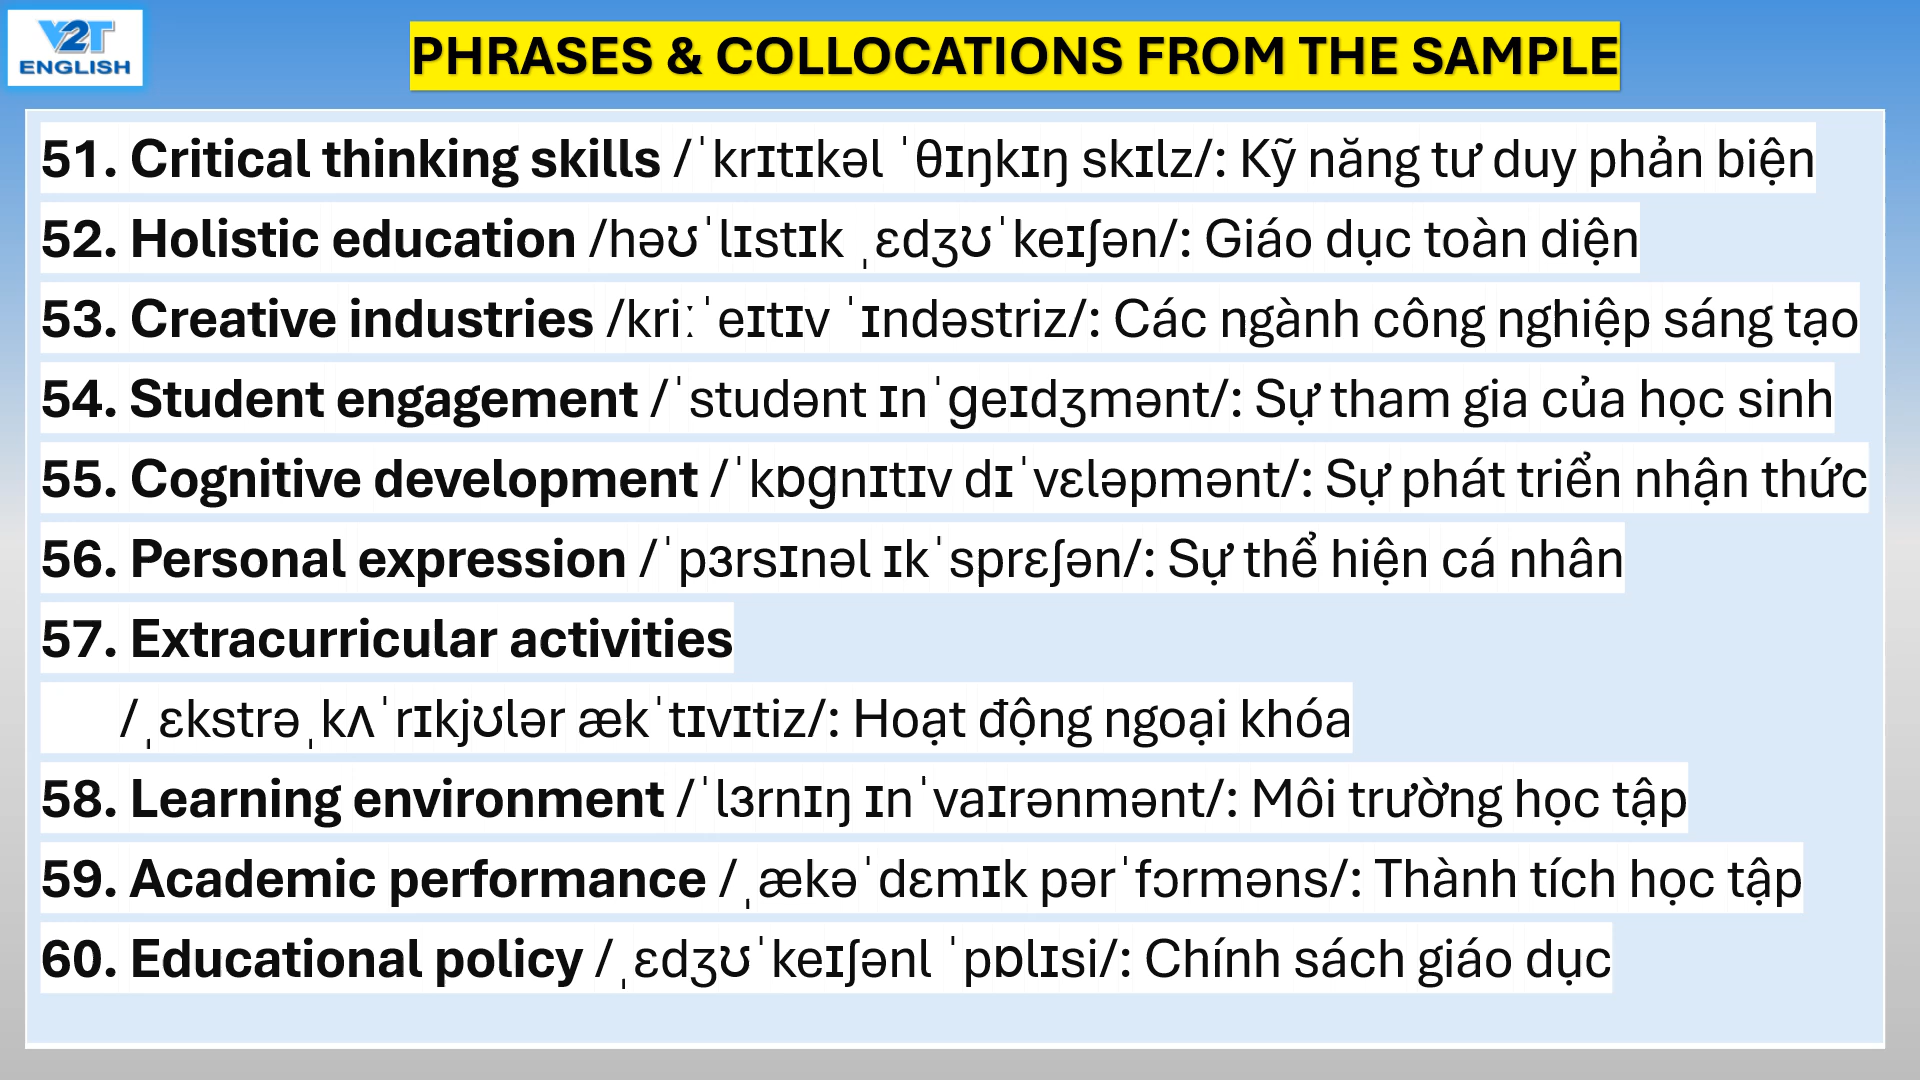 V2T
ENGLISH
PHRASES & COLLOCATIONS FROM THE SAMPLE
51. Critical thinking skills /ˈkrɪtɪkəl ˈθɪŋkɪŋ skɪlz/: Kỹ năng tư duy phản biện
52. Holistic education /həʊˈlɪstɪk ˌɛdʒʊˈkeɪʃən/: Giáo dục toàn diện
53. Creative industries /kriːˈeɪtɪv ˈɪndəstriz/: Các ngành công nghiệp sáng tạo
54. Student engagement /ˈstudənt ɪnˈɡeɪdʒmənt/: Sự tham gia của học sinh
55. Cognitive development /ˈkɒɡnɪtɪv dɪˈvɛləpmənt/: Sự phát triển nhận thức
56. Personal expression /ˈpɜrsɪnəl ɪkˈsprɛʃən/: Sự thể hiện cá nhân
57. Extracurricular activities
/ˌɛkstrəˌkʌˈrɪkjʊlər ækˈtɪvɪtiz/: Hoạt động ngoại khóa
58. Learning environment /ˈlɜrnɪŋ ɪnˈvaɪrənmənt/: Môi trường học tập
59. Academic performance /ˌækəˈdɛmɪk pərˈfɔrməns/: Thành tích học tập
60. Educational policy /ˌɛdʒʊˈkeɪʃənl ˈpɒlɪsi/: Chính sách giáo dục